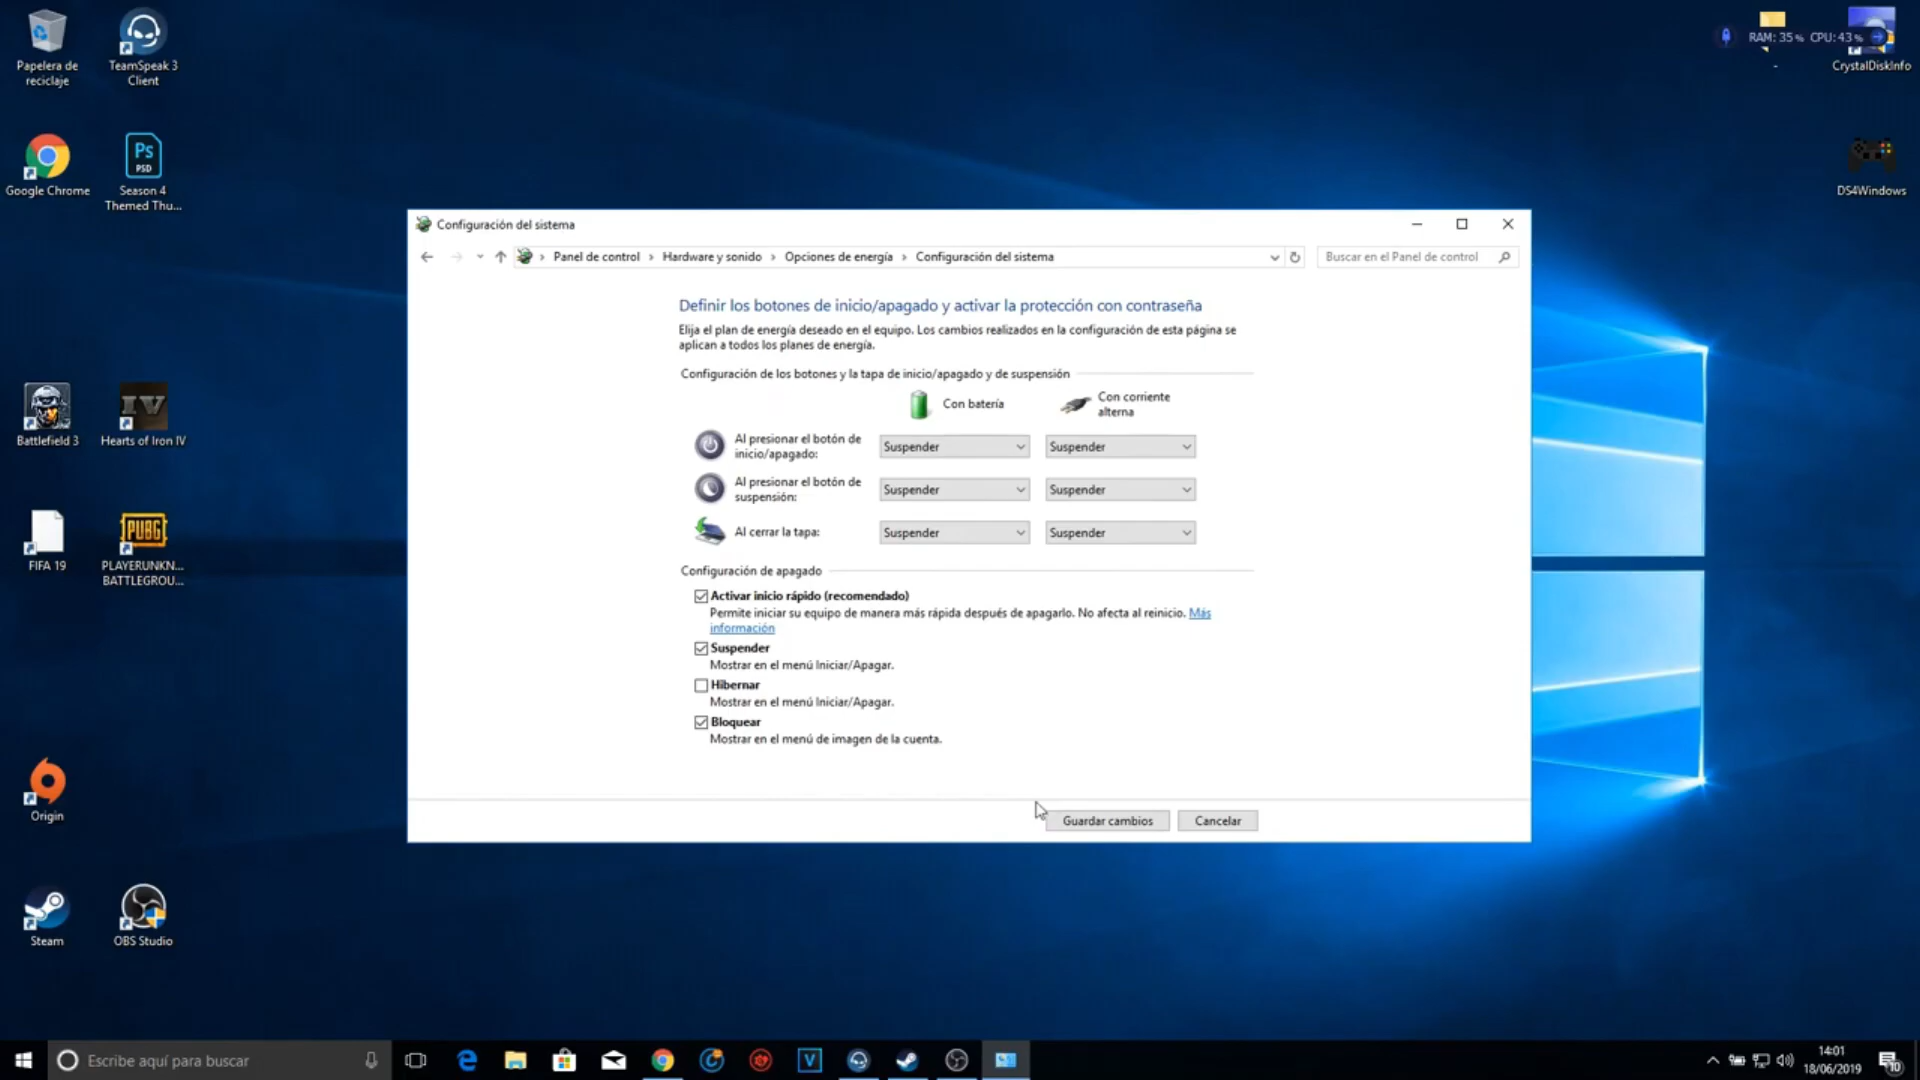 Papelera de
reciclaje
TeamSpeak 3
Client
RAM: 35% CPU: 43%
-
CrystalDiskInfo
Google Chrome
PSD
Season 4
Themed Thu...
DS4Windows
Configuración del sistema
Panel de control > Hardware y sonido > Opciones de energía > Configuración del sistema
Buscar en el Panel de control
Definir los botones de inicio/apagado y activar la protección con contraseña
Elija el plan de energía deseado en el equipo. Los cambios realizados en la configuración de esta página se
aplican a todos los planes de energía.
Configuración de los botones y la tapa de inicio/apagado y de suspensión
Con batería
Con corriente
alterna
Al presionar el botón de
inicio/apagado:
Suspender
Suspender
Al presionar el botón de
suspensión:
Suspender
Suspender
Al cerrar la tapa:
Suspender
Suspender
Configuración de apagado
Activar inicio rápido (recomendado)
Permite iniciar su equipo de manera más rápida después de apagarlo. No afecta al reinicio. Más
información
Suspender
Mostrar en el menú Iniciar/Apagar.
Hibernar
Mostrar en el menú Iniciar/Apagar.
Bloquear
Mostrar en el menú de imagen de la cuenta.
Guardar cambios
Cancelar
Battlefield 3
IV
Hearts of Iron IV
FIFA 19
PUBG
PLAYERUNKN...
BATTLEGROU...
Origin
Steam
OBS Studio
Escribe aquí para buscar
V
14:01
18/06/2019
10
Ps